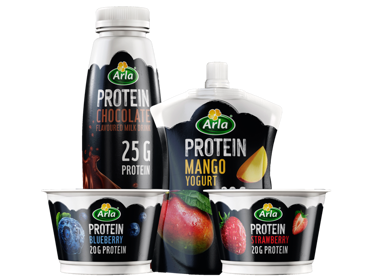 Arla
PROTEIN
CHOCOLATE
FLAVOURED MILK DRINK
25 G
PROTEIN
Arla
PROTEIN
MANGO
YOGURT
Arla
PROTEIN
BLUEBERRY
20G PROTEIN
Arla
PROTEIN
STRAWBERRY
20G PROTEIN